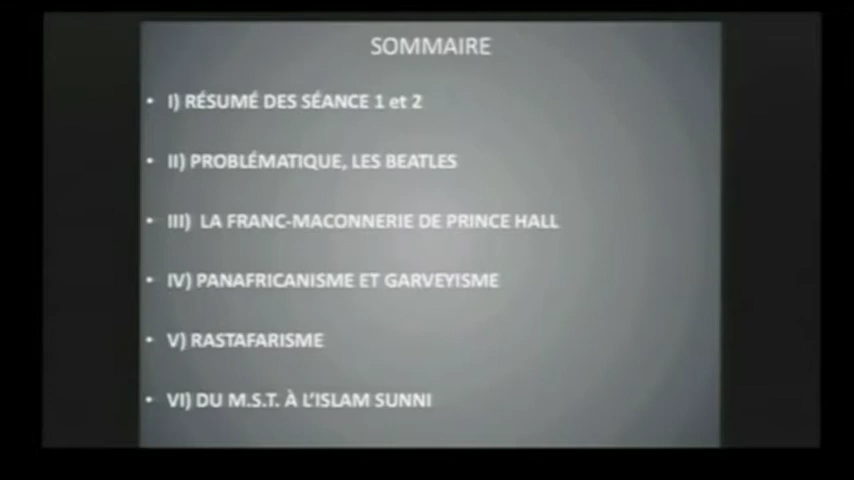 SOMMAIRE
• I) RÉSUMÉ DES SÉANCE 1 et 2
• II) PROBLÉMATIQUE, LES BEATLES
• III) LA FRANC-MACONNERIE DE PRINCE HALL
• IV) PANAFRICANISME ET GARVEYISME
• V) RASTAFARISME
• VI) DU M.S.T. À L'ISLAM SUNNI